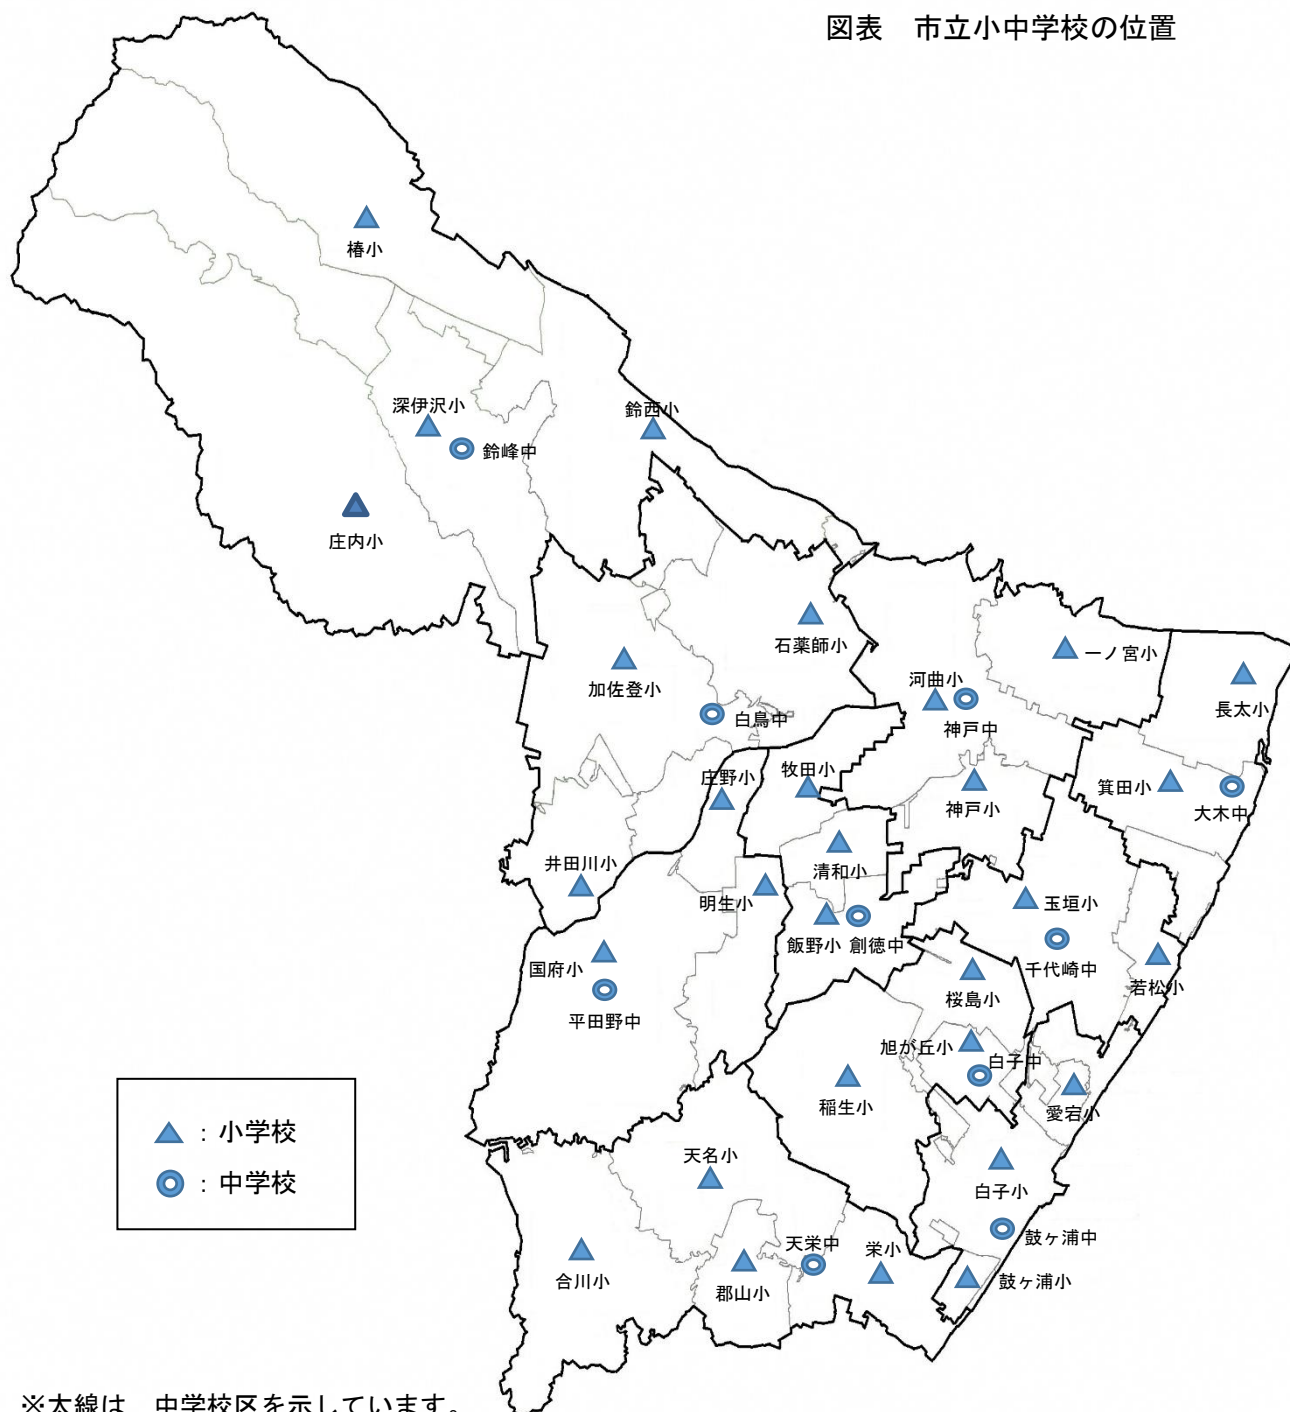 図表 市立小中学校の位置
椿小
深伊沢小
鈴西小
鈴峰中
庄内小
石薬師小
一ノ宮小
加佐登小
河曲小
長太小
白鳥中
神戸中
牧田小
庄野小
箕田小
神戸小
大木中
井田川小
清和小
明生小
玉垣小
飯野小
創徳中
国府小
千代崎中
若松小
桜島小
平田野中
旭が丘小
白子中
稲生小
愛宕小
▲ : 小学校
◎ : 中学校
天名小
白子小
天栄中
栄小
鼓ヶ浦中
合川小
郡山小
鼓ヶ浦小
※太線は、中学校区を示しています。